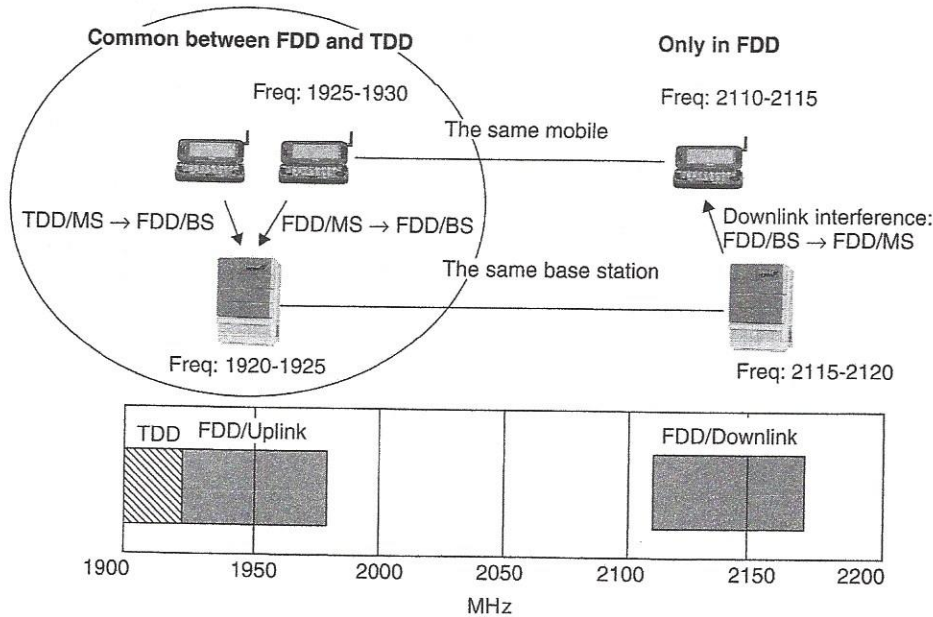 Common between FDD and TDD
Only in FDD
Freq: 1925-1930
Freq: 2110-2115
The same mobile
TDD/MS → FDD/BS
FDD/MS → FDD/BS
Downlink interference:
FDD/BS → FDD/MS
The same base station
Freq: 1920-1925
Freq: 2115-2120
TDD
FDD/Uplink
FDD/Downlink
1900 1950 2000 2050 2100 2150 2200
MHz